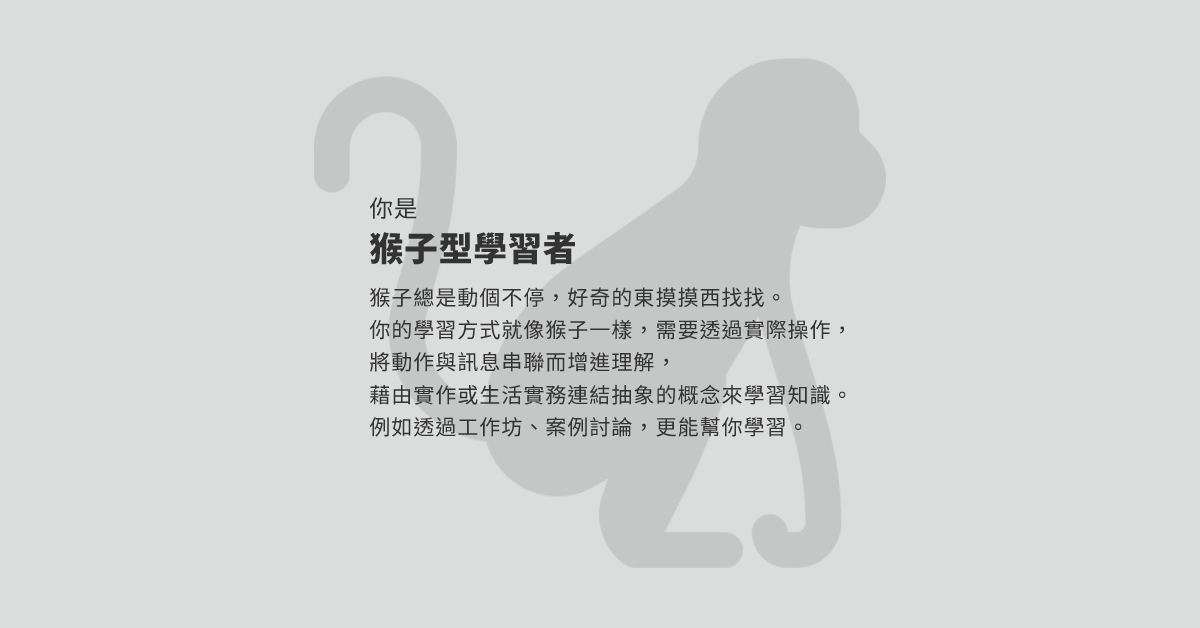 你是
猴子型學習者
猴子總是動個不停，好奇的東摸摸西找找。
你的學習方式就像猴子一樣，需要透過實際操作，
將動作與訊息串聯而增進理解，
藉由實作或生活實務連結抽象的概念來學習知識。
例如透過工作坊、案例討論，更能幫你學習。